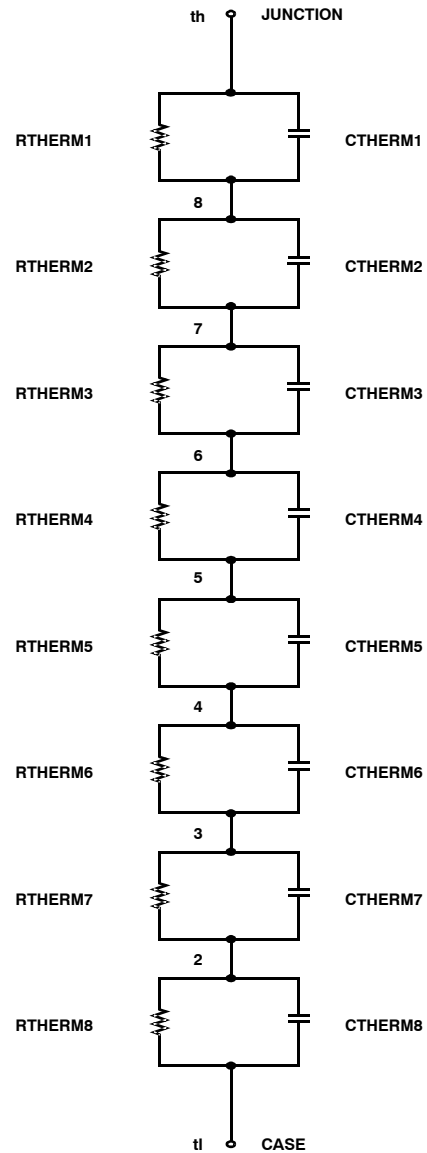 th JUNCTION
RTHERM1 CTHERM1
8
RTHERM2 CTHERM2
7
RTHERM3 CTHERM3
6
RTHERM4 CTHERM4
5
RTHERM5 CTHERM5
4
RTHERM6 CTHERM6
3
RTHERM7 CTHERM7
2
RTHERM8 CTHERM8
tl CASE